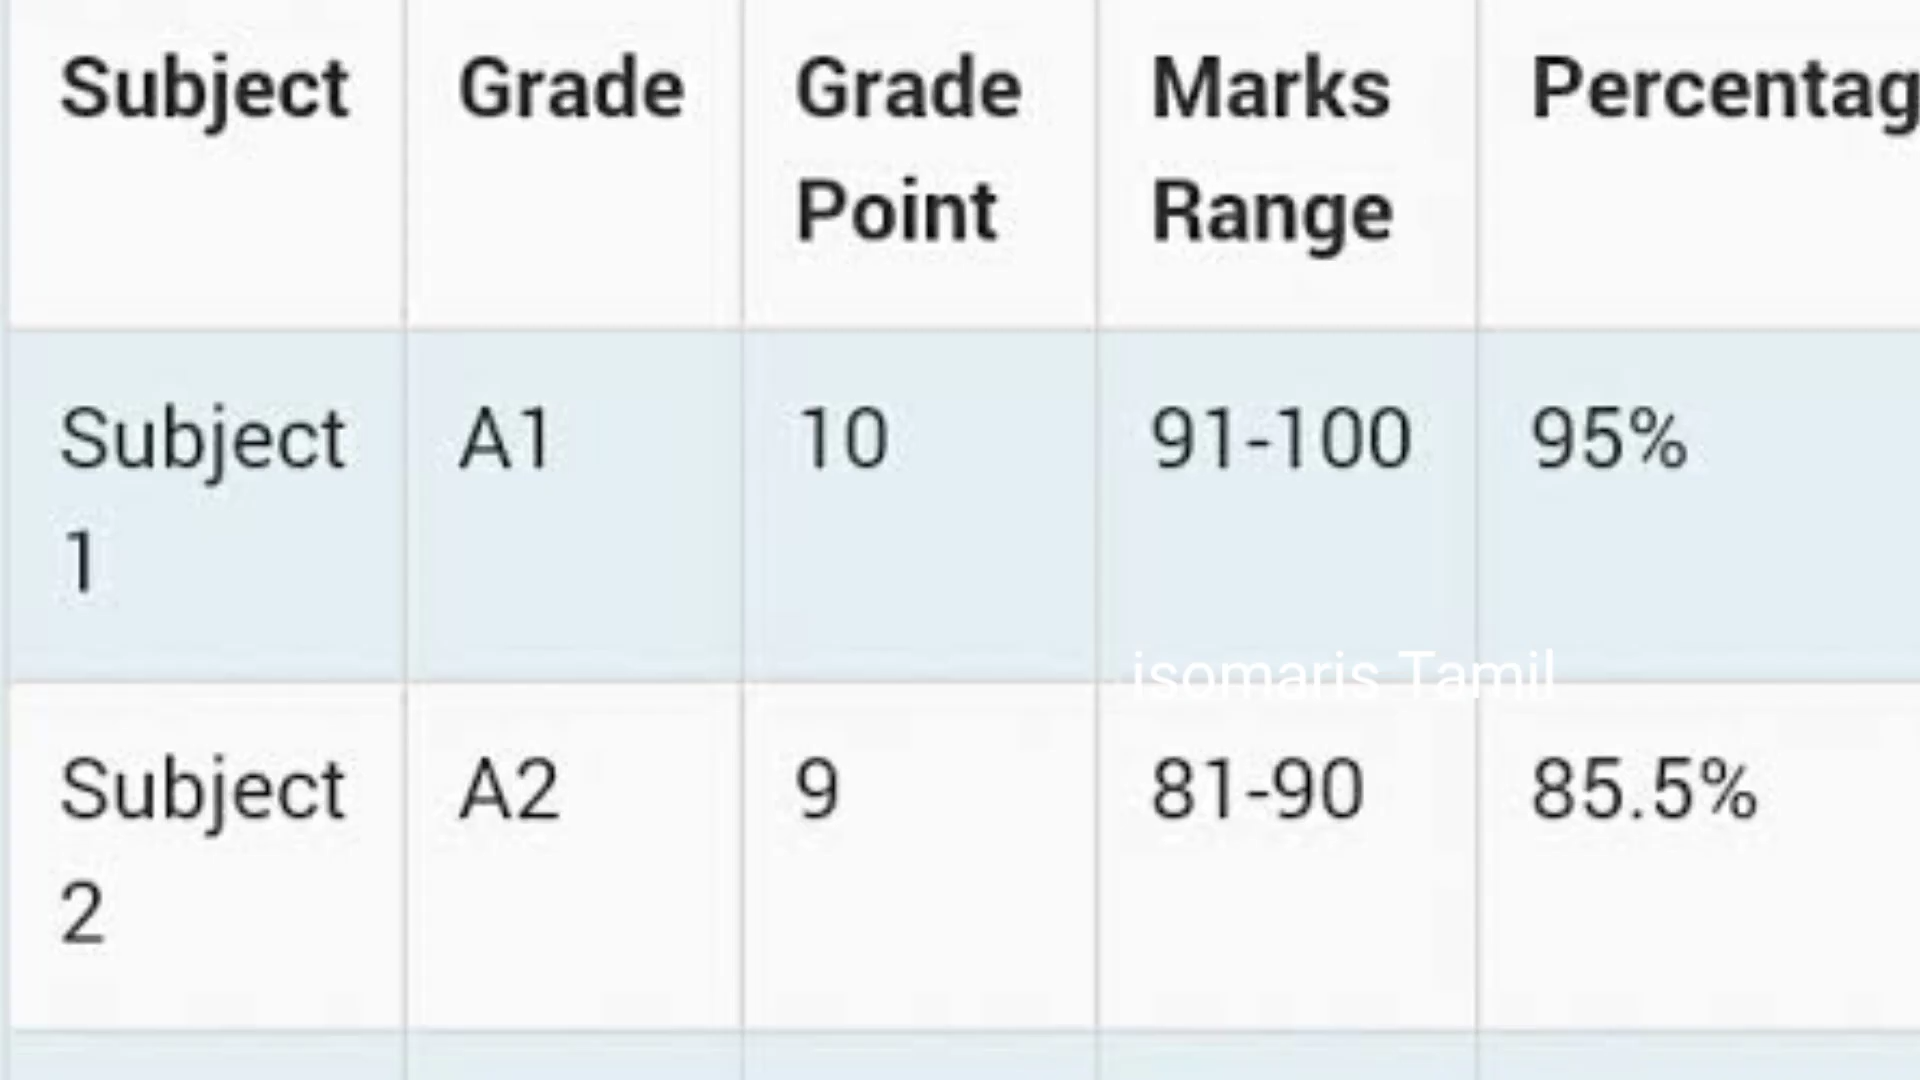 Subject Grade Grade Point Marks Range Percentag
Subject 1 A1 10 91-100 95%
isomaris Tamil
Subject 2 A2 9 81-90 85.5%